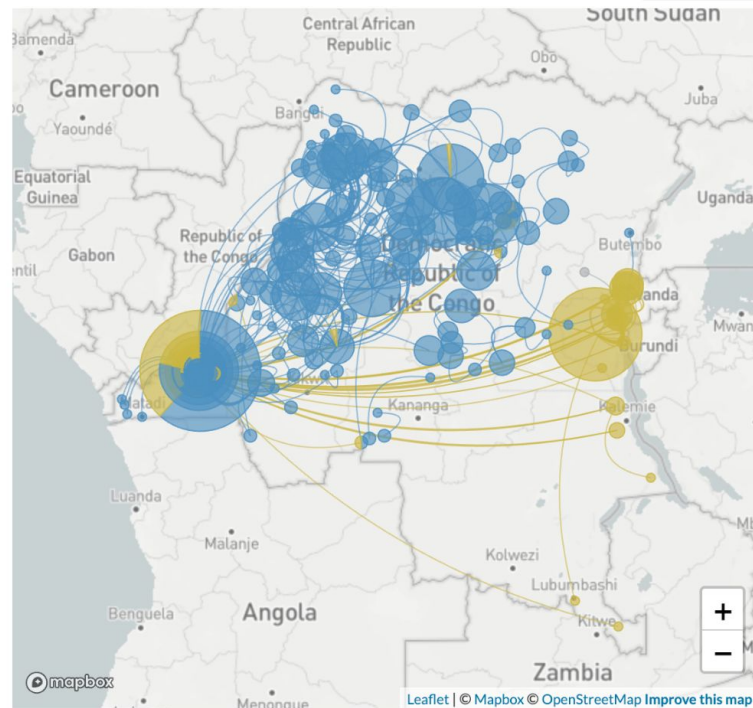 South Sudan
Central African
Republic
Bamenda
Obo
Cameroon
Juba
Bangui
Yaoundé
Equatorial
Guinea
Uganda
Republic of
the Congo
Butembo
Gabon
Democratic
Republic of
the Congo
Burundi
Matadi
Kananga
Kalemie
Luanda
Malanje
Kolwezi
Lubumbashi
Angola
Benguela
Kitwe
Zambia
Menongue
+
−
mapbox
Leaflet | © Mapbox © OpenStreetMap Improve this map